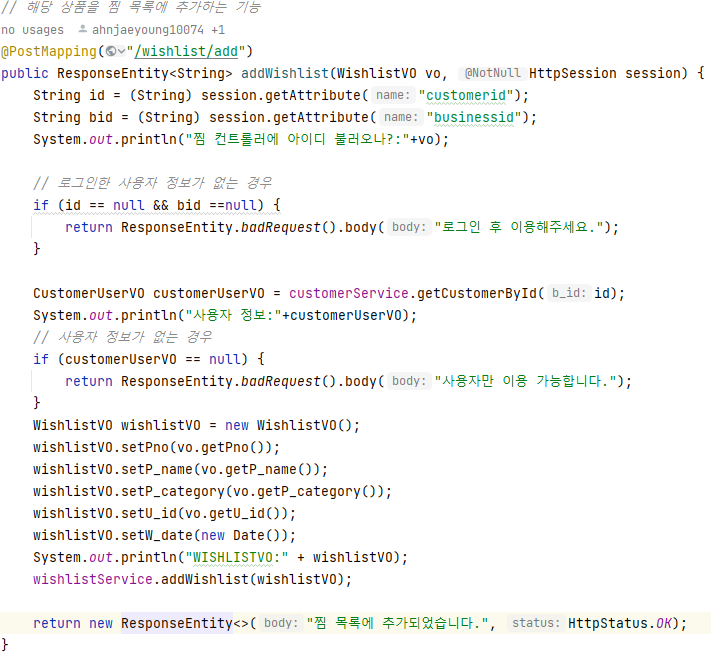 // 해당 상품을 찜 목록에 추가하는 기능
no usages ahnjaeyoung10074 +1
@PostMapping("/wishlist/add")
public ResponseEntity<String> addWishlist(WishlistVO vo, @NotNull HttpSession session) {
String id = (String) session.getAttribute( name: "customerid");
String bid = (String) session.getAttribute( name: "businessid");
System.out.println("찜 컨트롤러에 아이디 불러오나?:"+vo);
// 로그인한 사용자 정보가 없는 경우
if (id == null && bid ==null) {
return ResponseEntity.badRequest().body( body: "로그인 후 이용해주세요.");
}
CustomerUserVO customerUserVO = customerService.getCustomerById( b_id: id);
System.out.println("사용자 정보:"+customerUserVO);
// 사용자 정보가 없는 경우
if (customerUserVO == null) {
return ResponseEntity.badRequest().body( body: "사용자만 이용 가능합니다.");
}
WishlistVO wishlistVO = new WishlistVO();
wishlistVO.setPno(vo.getPno());
wishlistVO.setP_name(vo.getP_name());
wishlistVO.setP_category(vo.getP_category());
wishlistVO.setU_id(vo.getU_id());
wishlistVO.setW_date(new Date());
System.out.println("WISHLISTVO:" + wishlistVO);
wishlistService.addWishlist(wishlistVO);
return new ResponseEntity<>( body: "찜 목록에 추가되었습니다.", status: HttpStatus.OK);
}